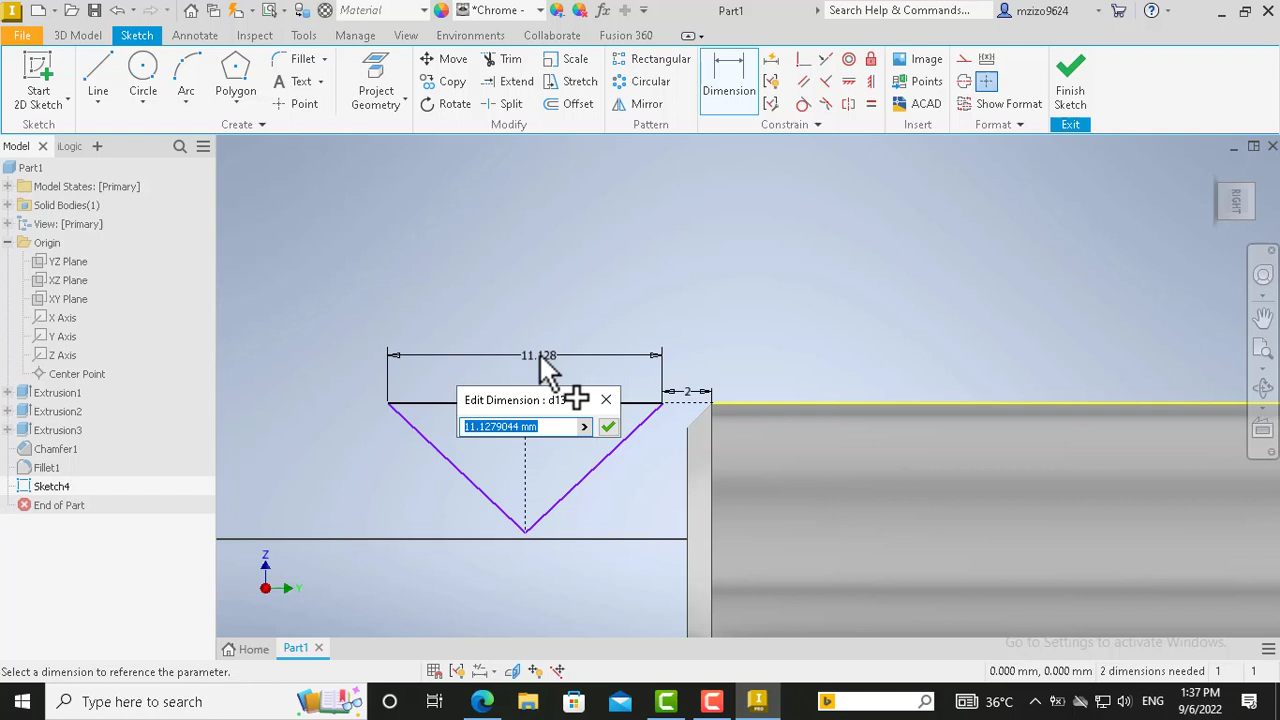 Material
*Chrome
Part1
Search Help & Commands...
mzizo9624
File
3D Model
Sketch
Annotate
Inspect
Tools
Manage
View
Environments
Collaborate
Fusion 360
Start
2D Sketch
Line
Circle
Arc
Polygon
Fillet
Text
Point
Project
Geometry
Move
Copy
Rotate
Trim
Extend
Split
Scale
Stretch
Offset
Rectangular
Circular
Mirror
Dimension
Image
Points
ACAD
Show Format
Finish
Sketch
Sketch
Create
Modify
Pattern
Constrain
Insert
Format
Exit
Model
iLogic
Part1
Model States: [Primary]
Solid Bodies(1)
View: [Primary]
Origin
YZ Plane
XZ Plane
XY Plane
X Axis
Y Axis
Z Axis
Center Point
Extrusion1
Extrusion2
Extrusion3
Chamfer1
Fillet1
Sketch4
End of Part
RIGHT
11.128
2
Edit Dimension : d13
11.1279044 mm
Z
Y
Go to Settings to activate Windows.
Home
Part1
Select a dimension to reference the parameter.
0.000 mm, 0.000 mm
2 dimensions needed
1
1
Type here to search
PRO
36°C
ENG
1:37 PM
9/6/2022